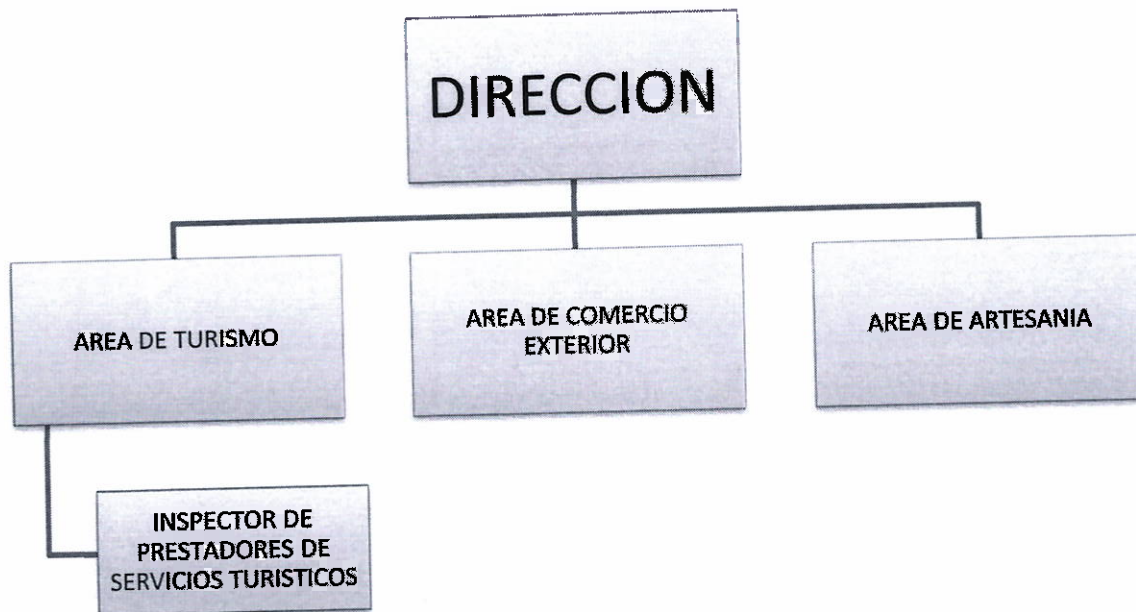 DIRECCION
AREA DE TURISMO
AREA DE COMERCIO
EXTERIOR
AREA DE ARTESANIA
INSPECTOR DE
PRESTADORES DE
SERVICIOS TURISTICOS